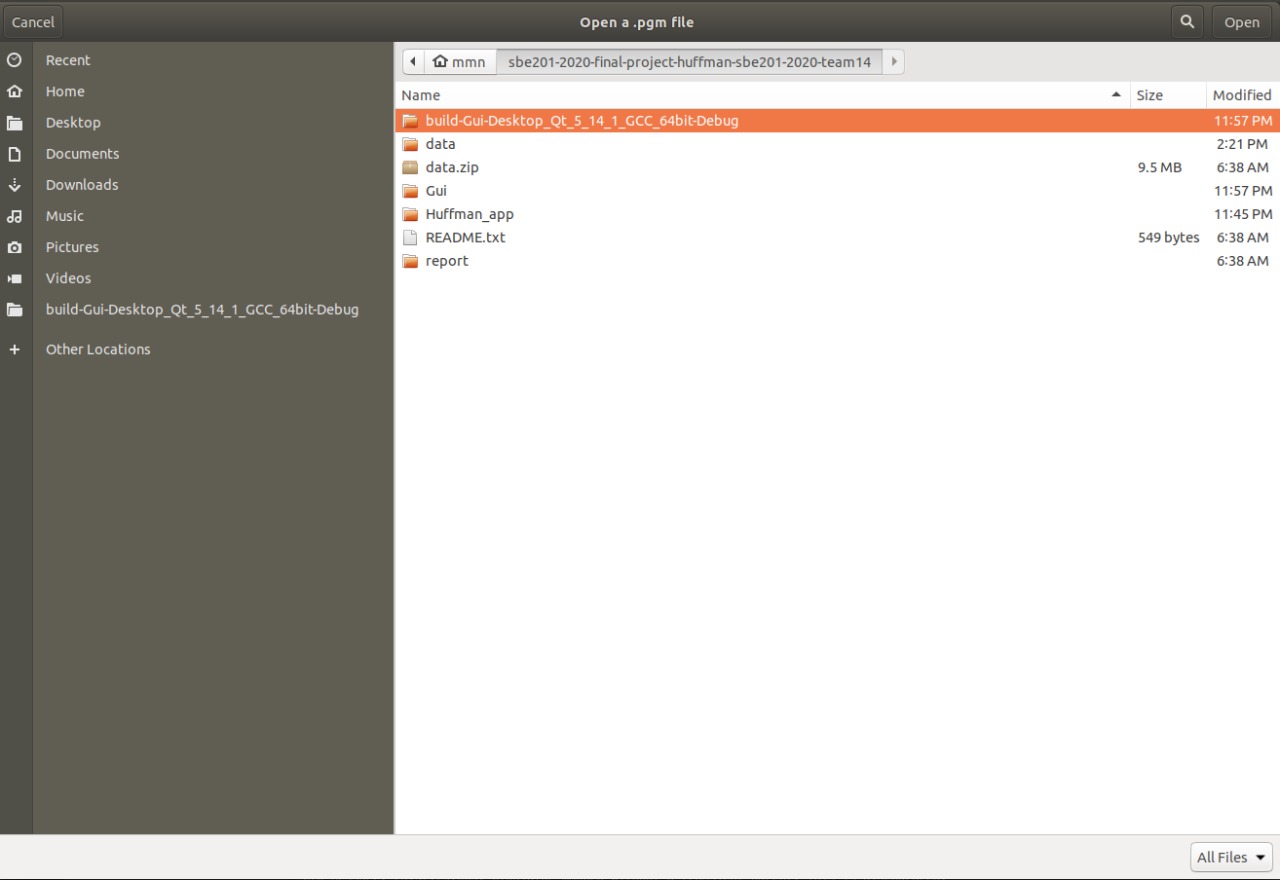 Cancel Open a .pgm file Open
Recent
Home
Desktop
Documents
Downloads
Music
Pictures
Videos
build-Gui-Desktop_Qt_5_14_1_GCC_64bit-Debug
Other Locations
mmn sbe201-2020-final-project-huffman-sbe201-2020-team14
Name Size Modified
build-Gui-Desktop_Qt_5_14_1_GCC_64bit-Debug 11:57 PM
data 2:21 PM
data.zip 9.5 MB 6:38 AM
Gui 11:57 PM
Huffman_app 11:45 PM
README.txt 549 bytes 6:38 AM
report 6:38 AM
All Files